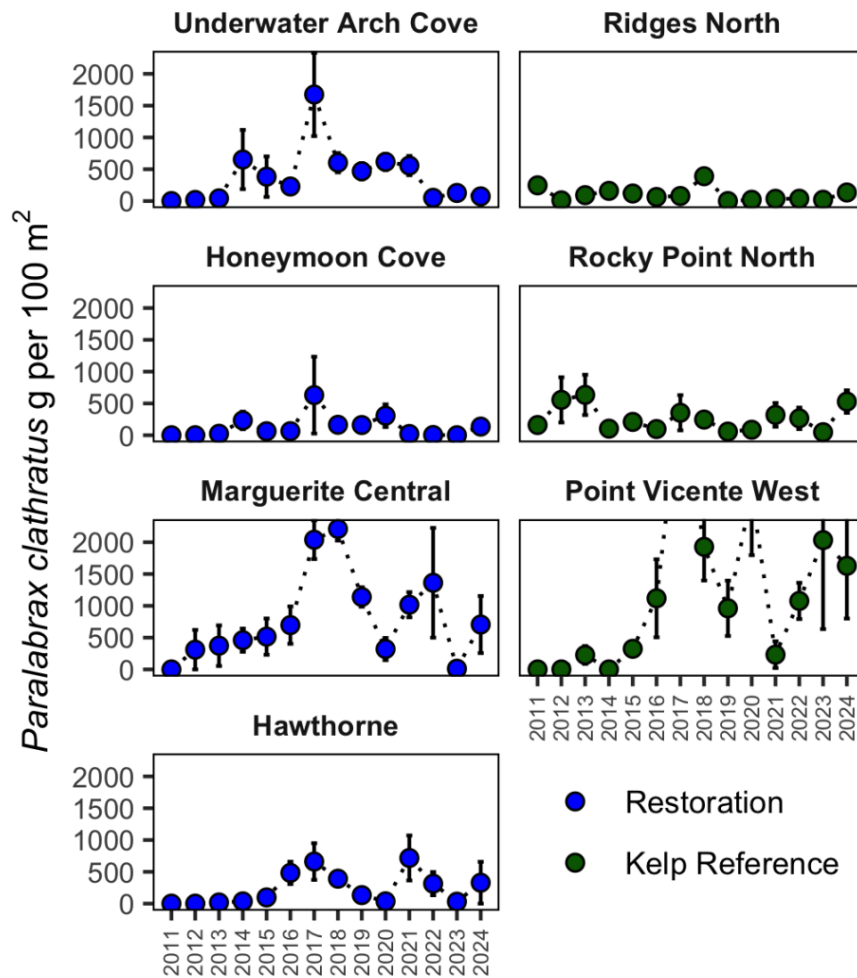 Underwater Arch Cove
Ridges North
2000
1500
1000
500
0
Honeymoon Cove
Rocky Point North
2000
1500
1000
500
0
Paralabrax clathratus g per 100 m²
Marguerite Central
Point Vicente West
2000
1500
1000
500
0
2011 2012 2013 2014 2015 2016 2017 2018 2019 2020 2021 2022 2023 2024
Hawthorne
2000
1500
1000
500
0
2011 2012 2013 2014 2015 2016 2017 2018 2019 2020 2021 2022 2023 2024
Restoration
Kelp Reference